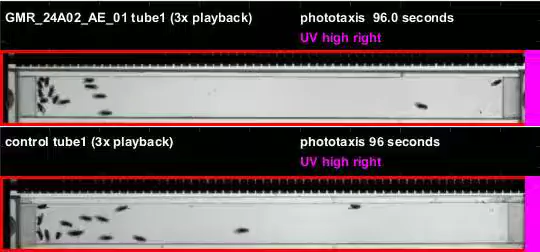 GMR_24A02_AE_01 tube1 (3x playback)
phototaxis 96.0 seconds
UV high right
control tube1 (3x playback)
phototaxis 96 seconds
UV high right